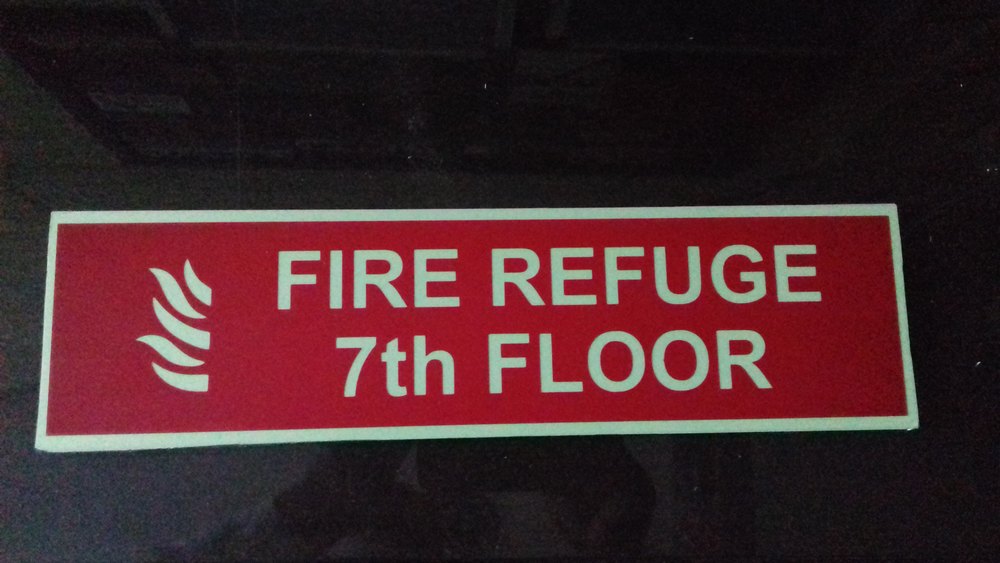 FIRE REFUGE
7th FLOOR